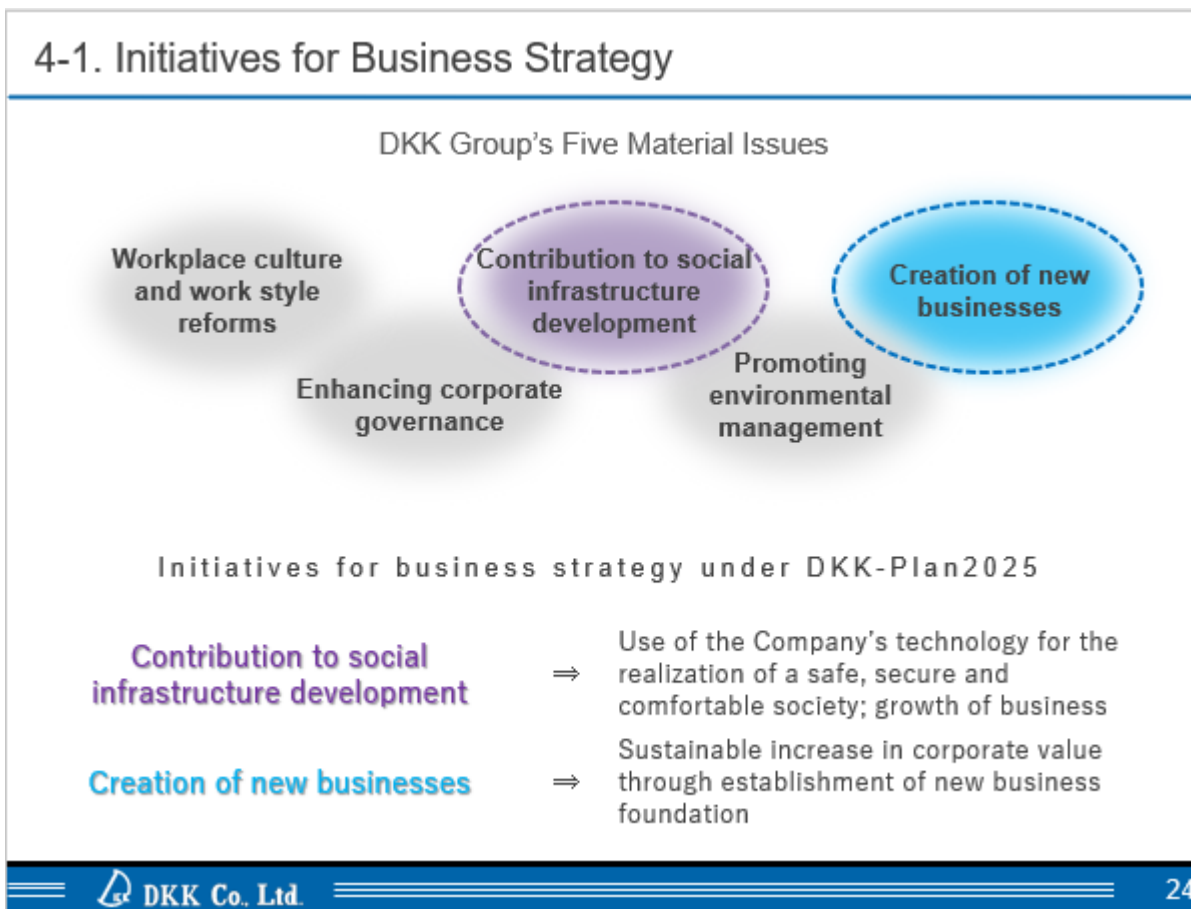 4-1. Initiatives for Business Strategy
DKK Group's Five Material Issues
Workplace culture
and work style
reforms
Enhancing corporate
governance
Contribution to social
infrastructure
development
Promoting
environmental
management
Creation of new
businesses
Initiatives for business strategy under DKK-Plan2025
Contribution to social
infrastructure development
⇒
Use of the Company's technology for the
realization of a safe, secure and
comfortable society; growth of business
Creation of new businesses
⇒
Sustainable increase in corporate value
through establishment of new business
foundation
DKK Co., Ltd.
24